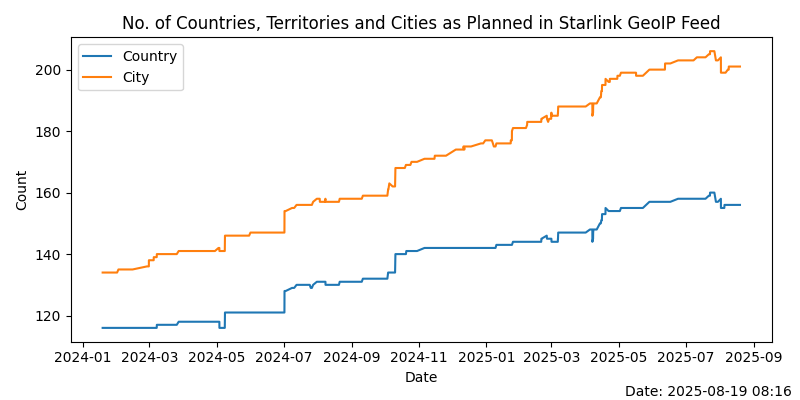 No. of Countries, Territories and Cities as Planned in Starlink GeoIP Feed
Country
City
200
180
160
140
120
Count
2024-01 2024-03 2024-05 2024-07 2024-09 2024-11 2025-01 2025-03 2025-05 2025-07 2025-09
Date
Date: 2025-08-19 08:16